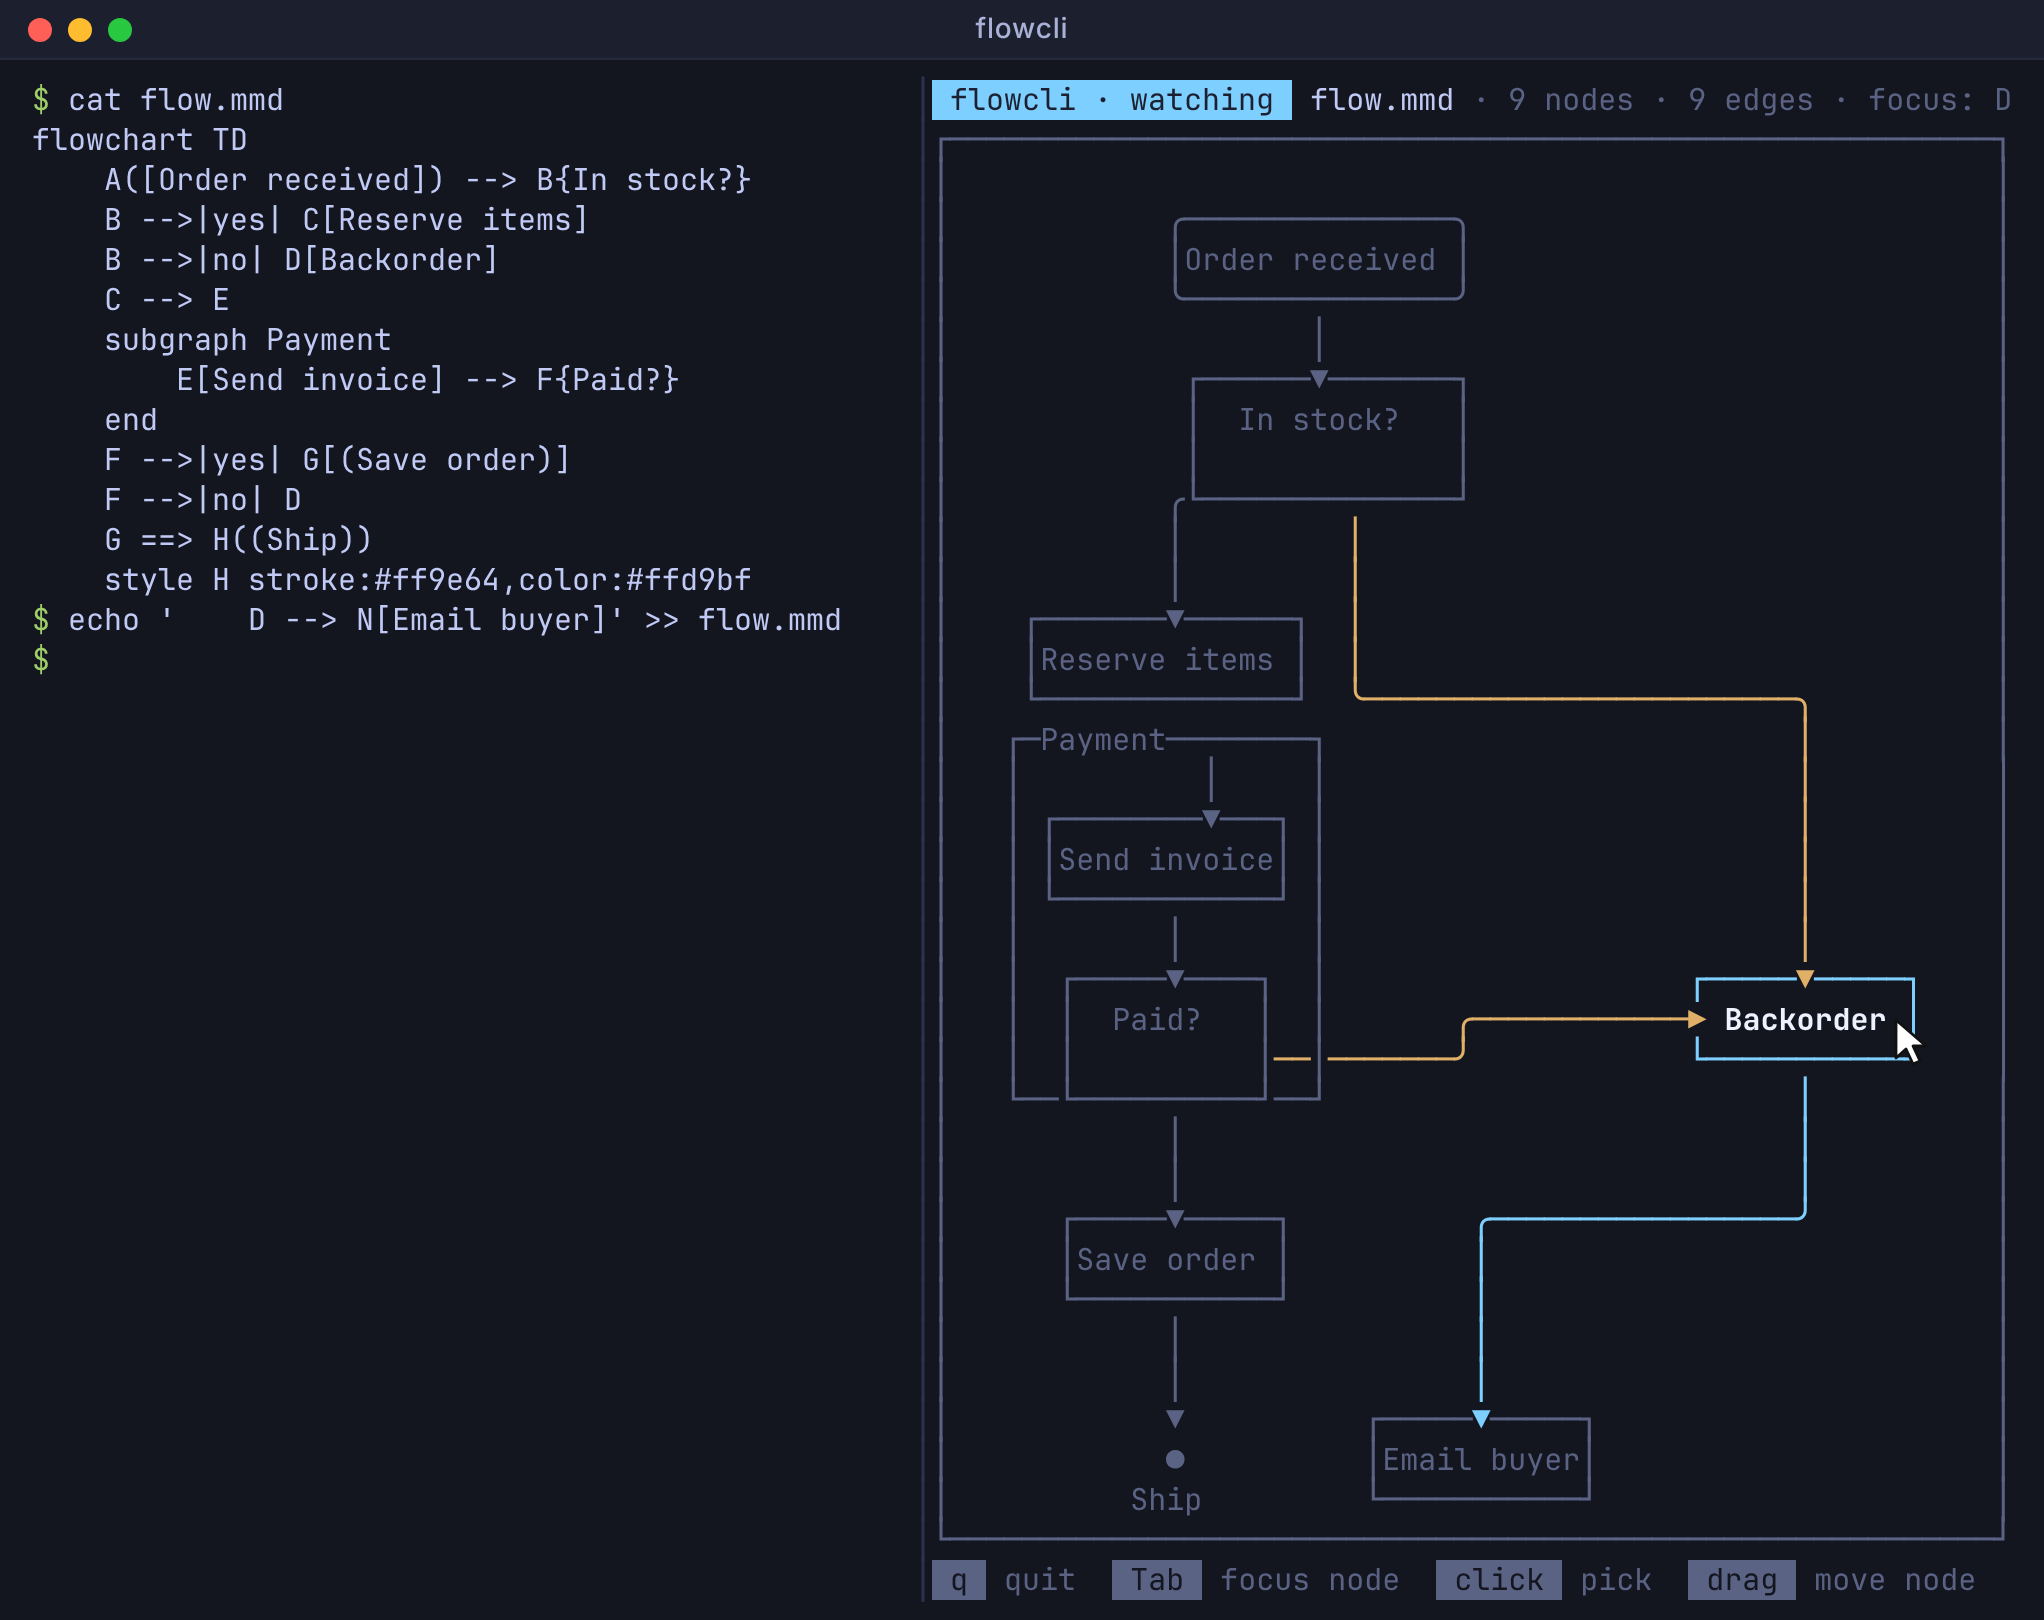 flowcli
$ cat flow.mmd
flowchart TD
    A([Order received]) --> B{In stock?}
    B -->|yes| C[Reserve items]
    B -->|no| D[Backorder]
    C --> E
    subgraph Payment
        E[Send invoice] --> F{Paid?}
    end
    F -->|yes| G[(Save order)]
    F -->|no| D
    G ==> H((Ship))
    style H stroke:#ff9e64,color:#ffd9bf
$ echo '    D --> N[Email buyer]' >> flow.mmd
$
flowcli · watching flow.mmd · 9 nodes · 9 edges · focus: D
Order received
In stock?
Reserve items
Payment
Send invoice
Paid?
Backorder
Save order
Email buyer
Ship
q quit Tab focus node click pick drag move node